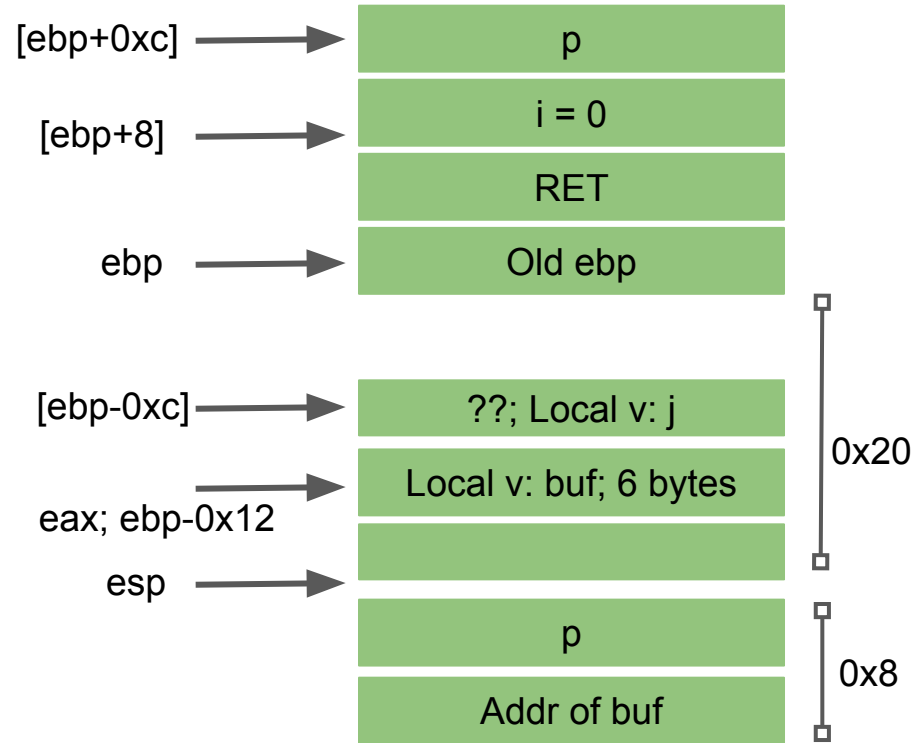 [ebp+0xc]
p
[ebp+8]
i = 0
RET
ebp
Old ebp
[ebp-0xc]
??; Local v: j
0x20
Local v: buf; 6 bytes
eax; ebp-0x12
esp
p
0x8
Addr of buf